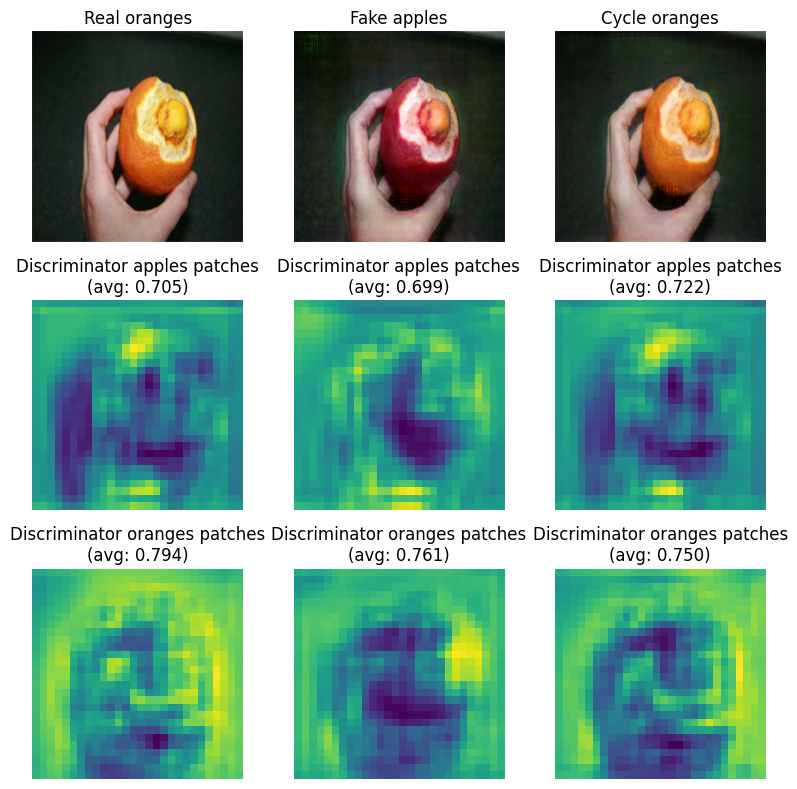 Real oranges
Fake apples
Cycle oranges
Discriminator apples patches
(avg: 0.705)
Discriminator apples patches
(avg: 0.699)
Discriminator apples patches
(avg: 0.722)
Discriminator oranges patches
(avg: 0.794)
Discriminator oranges patches
(avg: 0.761)
Discriminator oranges patches
(avg: 0.750)